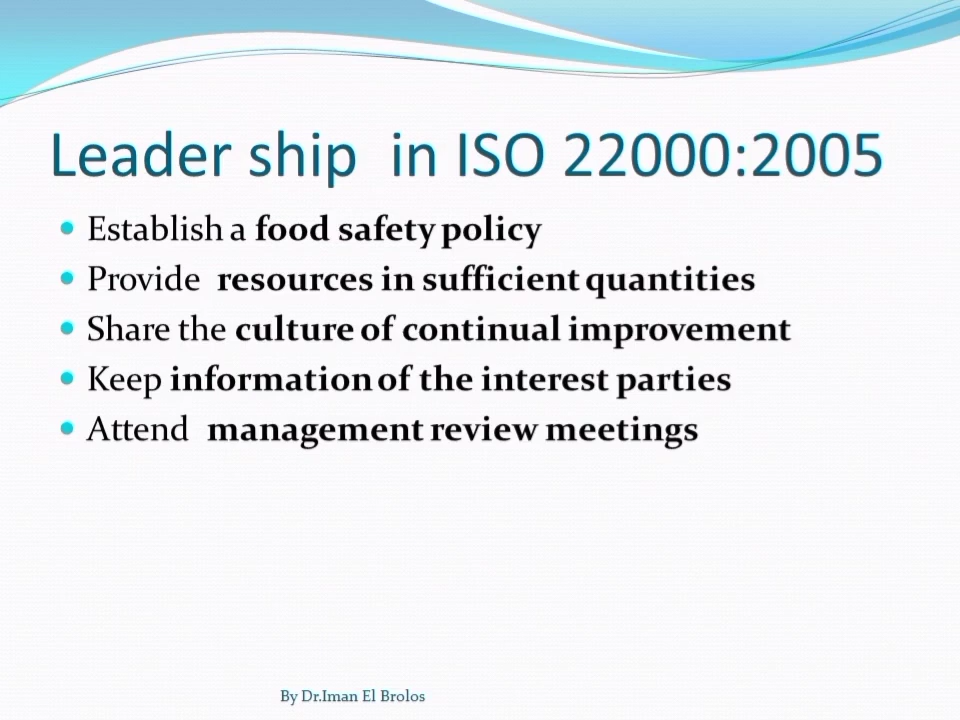 Leader ship  in ISO 22000:2005
• Establish a food safety policy
• Provide  resources in sufficient quantities
• Share the culture of continual improvement
• Keep information of the interest parties
• Attend  management review meetings
By Dr.Iman El Brolos